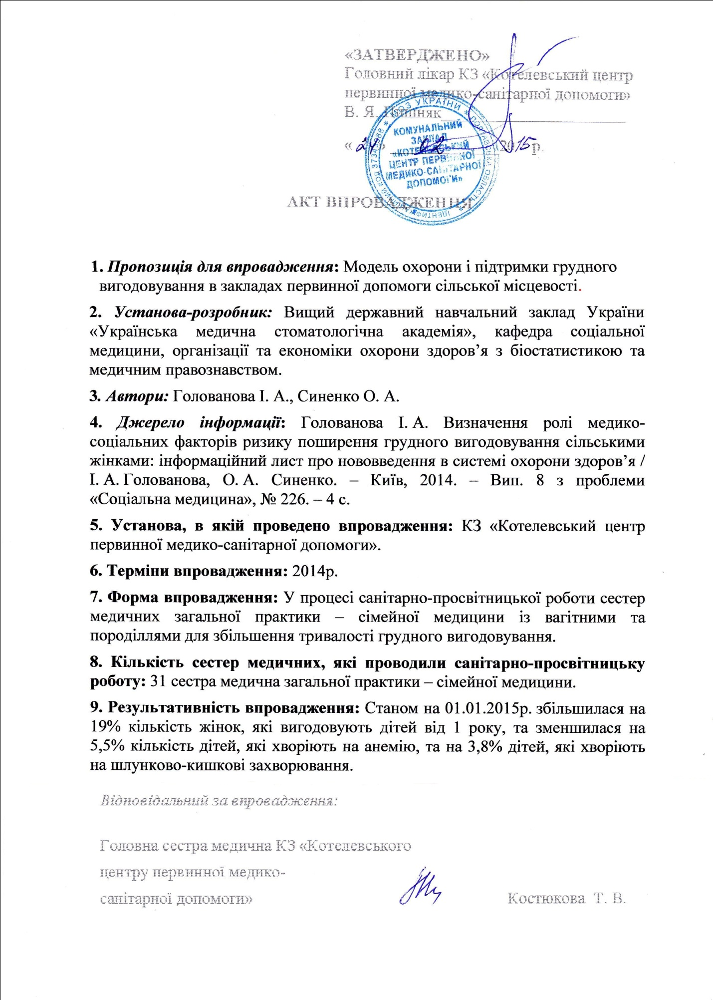 «ЗАТВЕРДЖЕНО»
Головний лікар КЗ «Котелевський центр
первинної медико-санітарної допомоги»
В. Я.
« 24 » 02 2015р.
МОЗ УКРАЇНИ * ПОЛТАВСЬКА ОБЛАСТЬ *
ІДЕНТИФІКАЦІЙНИЙ КОД
КОМУНАЛЬНИЙ
ЗАКЛАД
«КОТЕЛЕВСЬКИЙ
ЦЕНТР ПЕРВИННОЇ
МЕДИКО-САНІТАРНОЇ
ДОПОМОГИ»
АКТ ВПРОВАДЖЕННЯ
1. Пропозиція для впровадження: Модель охорони і підтримки грудного
вигодовування в закладах первинної допомоги сільської місцевості.
2. Установа-розробник: Вищий державний навчальний заклад України
«Українська медична стоматологічна академія», кафедра соціальної
медицини, організації та економіки охорони здоров’я з біостатистикою та
медичним правознавством.
3. Автори: Голованова І. А., Синенко О. А.
4. Джерело інформації: Голованова І. А. Визначення ролі медико-
соціальних факторів ризику поширення грудного вигодовування сільськими
жінками: інформаційний лист про нововведення в системі охорони здоров’я /
І. А. Голованова, О. А. Синенко. – Київ, 2014. – Вип. 8 з проблеми
«Соціальна медицина», № 226. – 4 с.
5. Установа, в якій проведено впровадження: КЗ «Котелевський центр
первинної медико-санітарної допомоги».
6. Терміни впровадження: 2014р.
7. Форма впровадження: У процесі санітарно-просвітницької роботи сестер
медичних загальної практики – сімейної медицини із вагітними та
породіллями для збільшення тривалості грудного вигодовування.
8. Кількість сестер медичних, які проводили санітарно-просвітницьку
роботу: 31 сестра медична загальної практики – сімейної медицини.
9. Результативність впровадження: Станом на 01.01.2015р. збільшилася на
19% кількість жінок, які вигодовують дітей від 1 року, та зменшилася на
5,5% кількість дітей, які хворіють на анемію, та на 3,8% дітей, які хворіють
на шлунково-кишкові захворювання.
Відповідальний за впровадження:
Головна сестра медична КЗ «Котелевського
центру первинної медико-
санітарної допомоги» Костюкова Т. В.